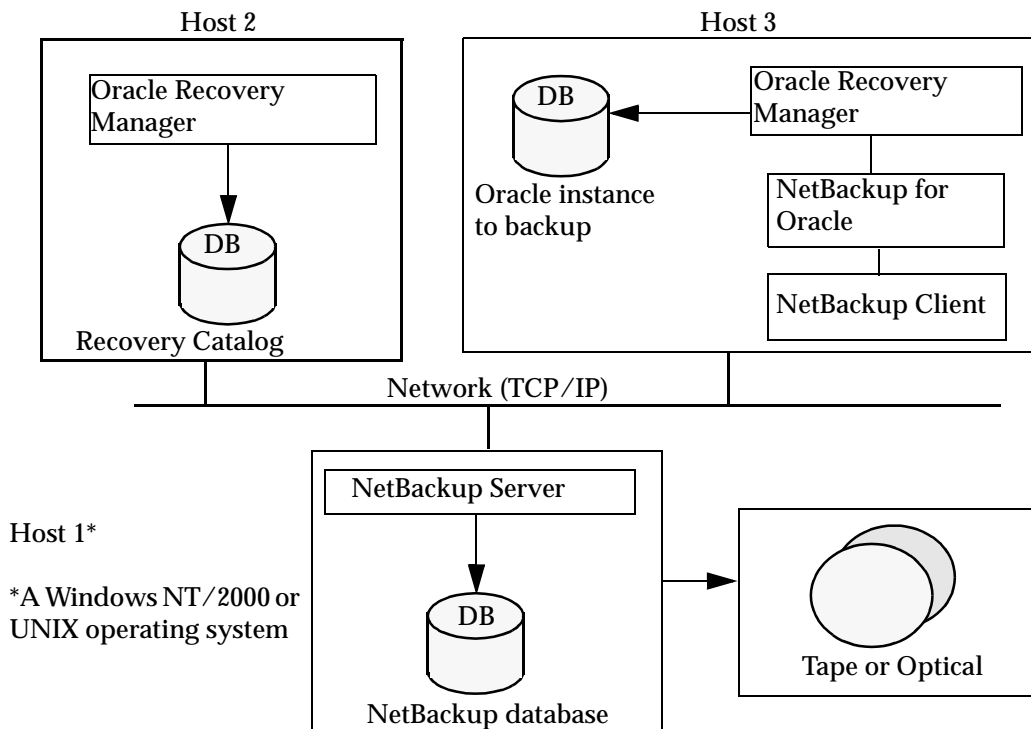 Host 2
Oracle Recovery
Manager
DB
Recovery Catalog
Host 3
DB
Oracle instance
to backup
Oracle Recovery
Manager
NetBackup for
Oracle
NetBackup Client
Network (TCP/IP)
Host 1*
*A Windows NT/2000 or
UNIX operating system
NetBackup Server
DB
NetBackup database
Tape or Optical